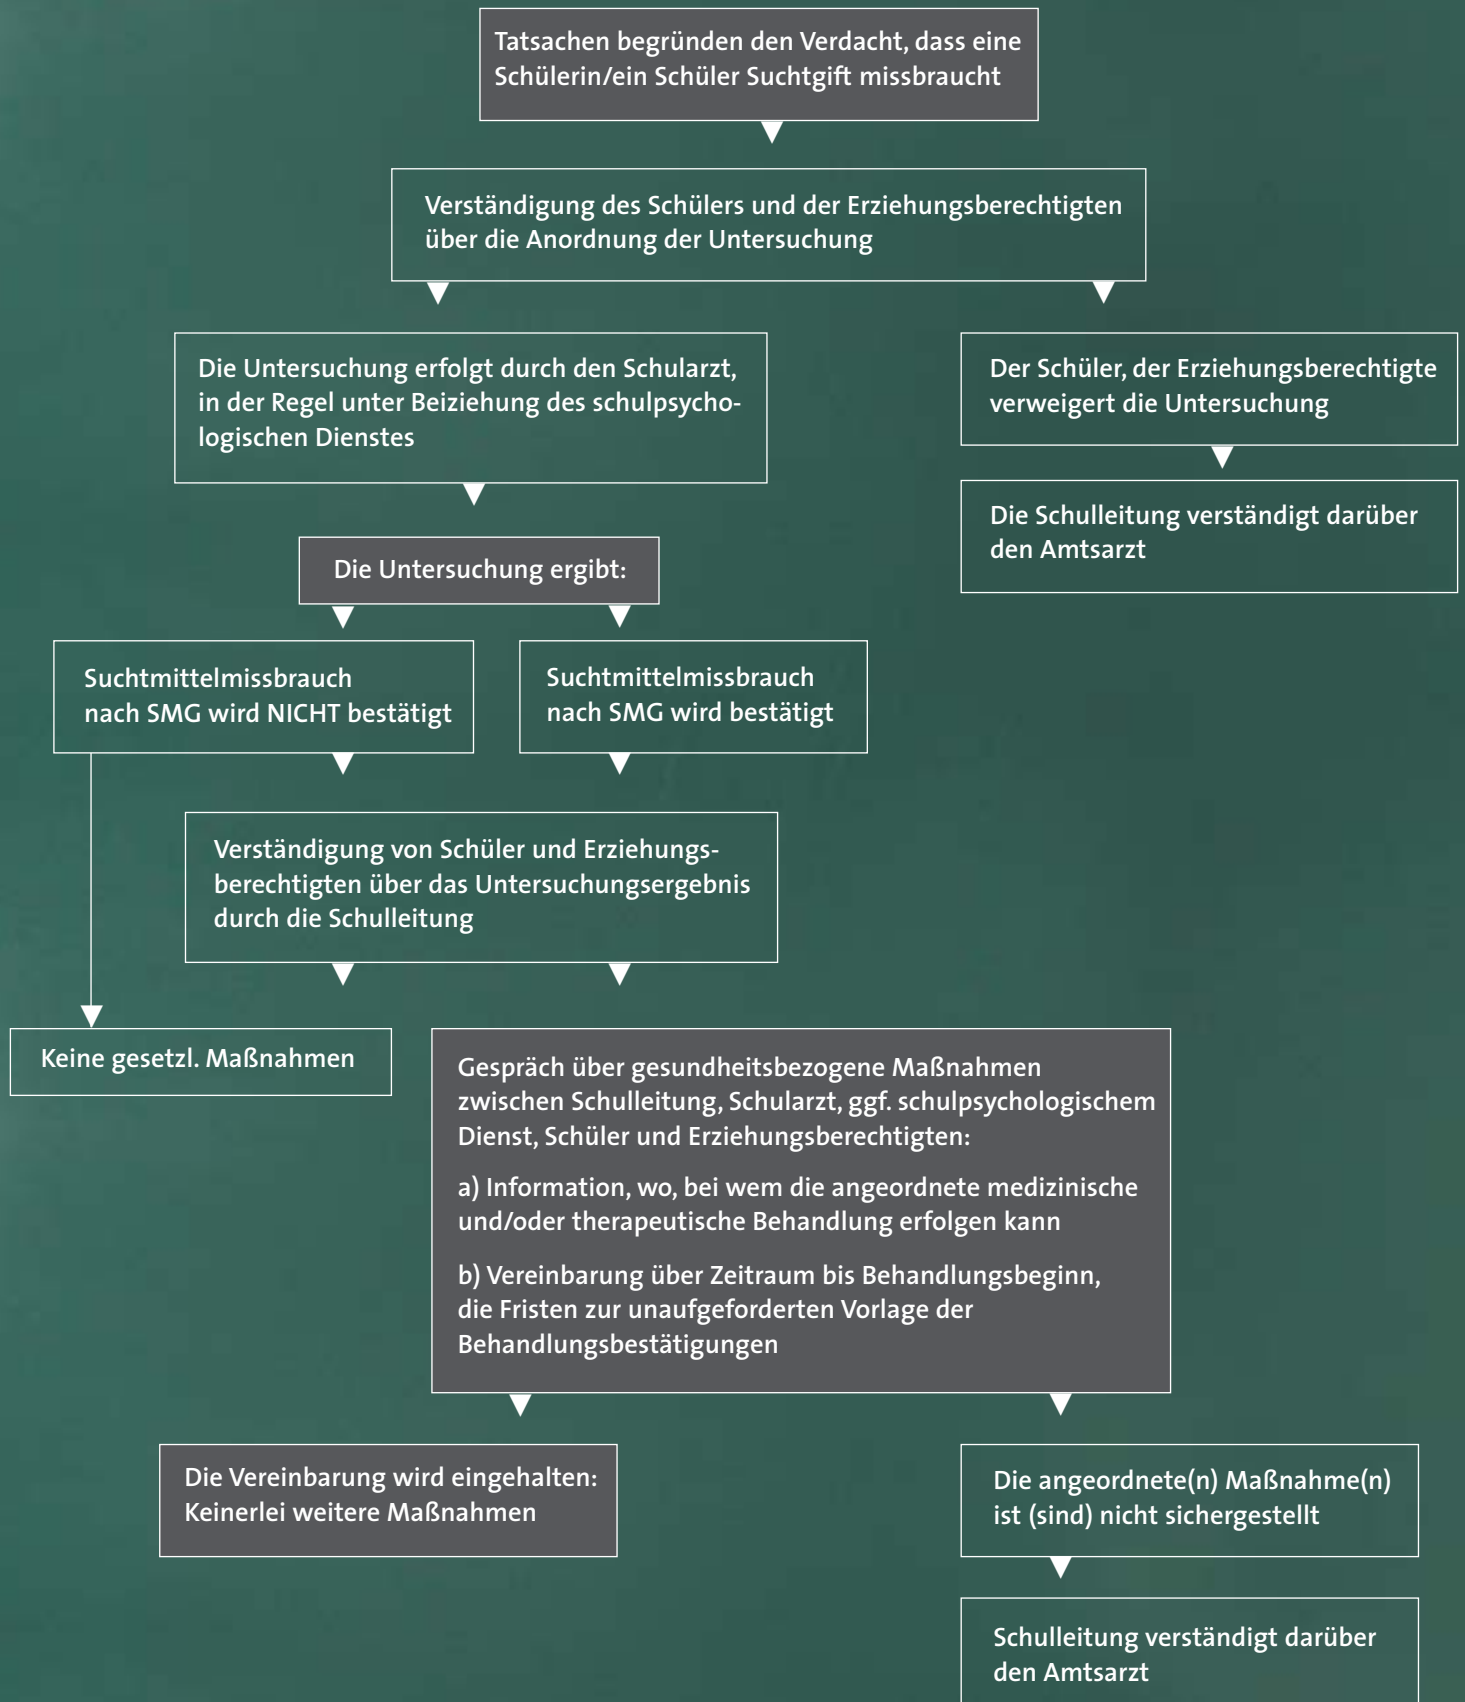 Tatsachen begründen den Verdacht, dass eine
Schülerin/ein Schüler Suchtgift missbraucht
Verständigung des Schülers und der Erziehungsberechtigten
über die Anordnung der Untersuchung
Die Untersuchung erfolgt durch den Schularzt,
in der Regel unter Beiziehung des schulpsycho-
logischen Dienstes
Der Schüler, der Erziehungsberechtigte
verweigert die Untersuchung
Die Schulleitung verständigt darüber
den Amtsarzt
Die Untersuchung ergibt:
Suchtmittelmissbrauch
nach SMG wird NICHT bestätigt
Suchtmittelmissbrauch
nach SMG wird bestätigt
Verständigung von Schüler und Erziehungs-
berechtigten über das Untersuchungsergebnis
durch die Schulleitung
Keine gesetzl. Maßnahmen
Gespräch über gesundheitsbezogene Maßnahmen
zwischen Schulleitung, Schularzt, ggf. schulpsychologischem
Dienst, Schüler und Erziehungsberechtigten:
a) Information, wo, bei wem die angeordnete medizinische
und/oder therapeutische Behandlung erfolgen kann
b) Vereinbarung über Zeitraum bis Behandlungsbeginn,
die Fristen zur unaufgeforderten Vorlage der
Behandlungsbestätigungen
Die Vereinbarung wird eingehalten:
Keinerlei weitere Maßnahmen
Die angeordnete(n) Maßnahme(n)
ist (sind) nicht sichergestellt
Schulleitung verständigt darüber
den Amtsarzt